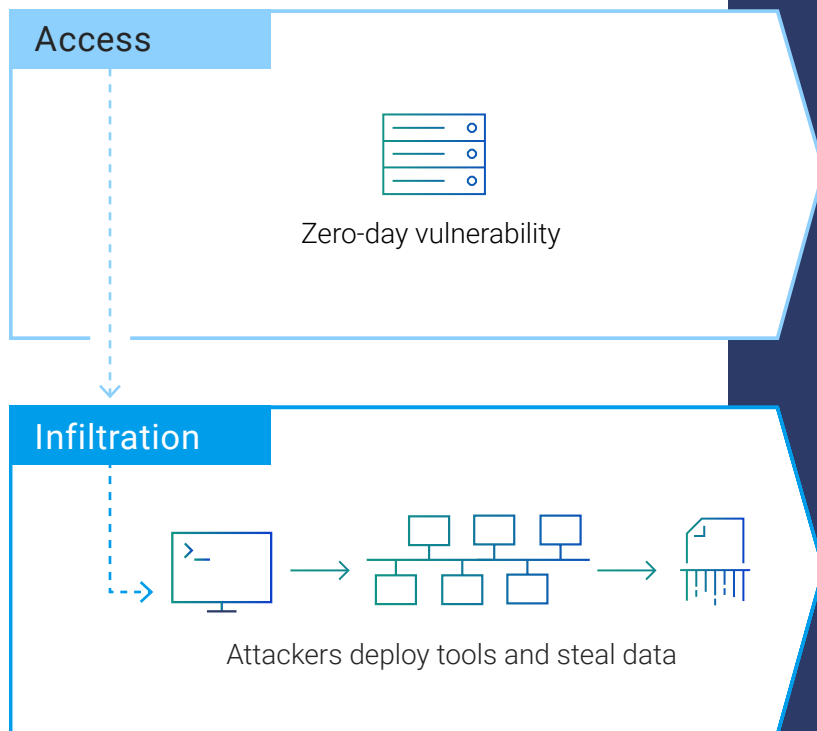 Access
Zero-day vulnerability
Infiltration
Attackers deploy tools and steal data